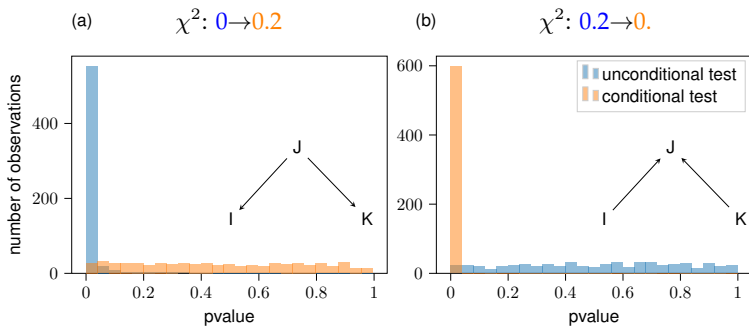 (a)
χ²: 0→0.2
number of observations
400
200
0
J
I
K
0
0.2
0.4
0.6
0.8
1
pvalue
(b)
χ²: 0.2→0.
unconditional test
conditional test
600
400
200
0
J
I
K
0
0.2
0.4
0.6
0.8
1
pvalue